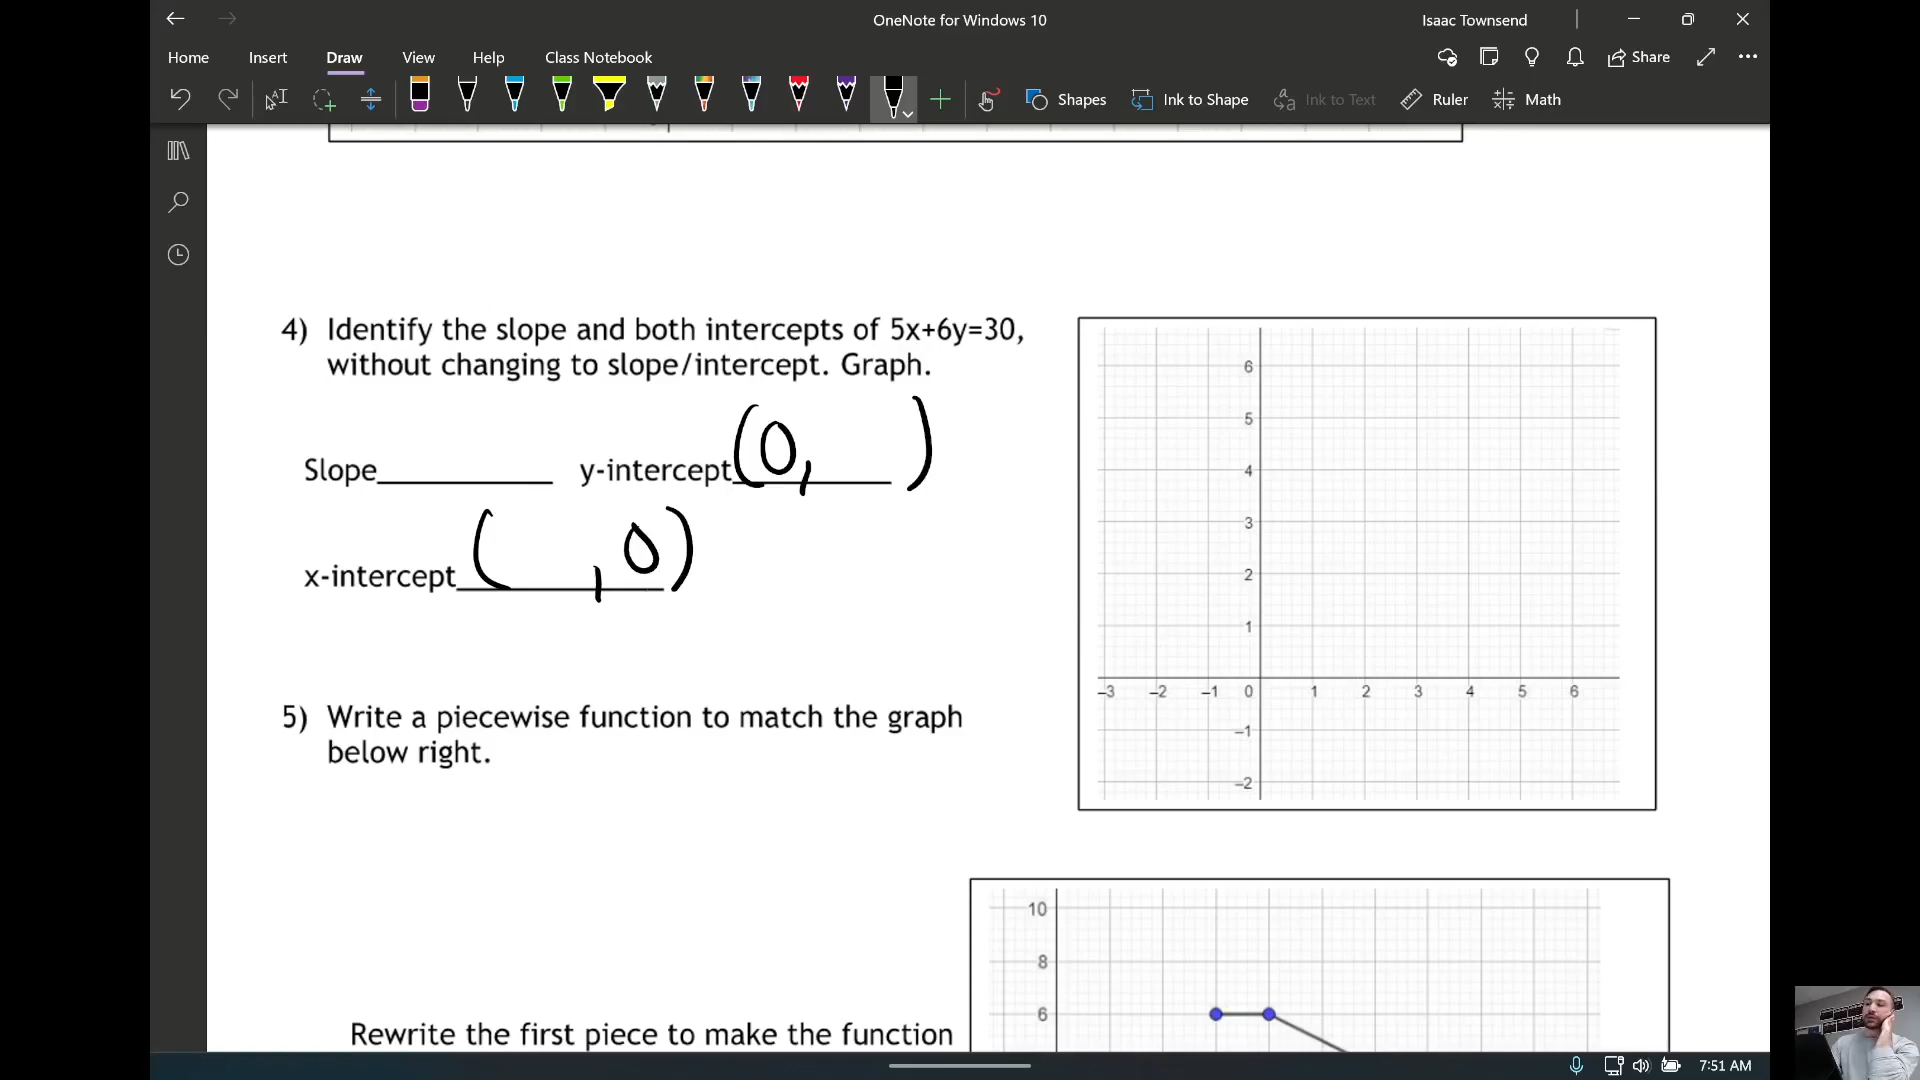 OneNote for Windows 10
Isaac Townsend
Home Insert Draw View Help Class Notebook
Share
Shapes Ink to Shape Ink to Text Ruler Math
4) Identify the slope and both intercepts of 5x+6y=30,
without changing to slope/intercept. Graph.
Slope__________ y-intercept (0, )
x-intercept ( ,0)
6
5
4
3
2
1
–3 –2 –1 0 1 2 3 4 5 6
–1
–2
5) Write a piecewise function to match the graph
below right.
10
8
6
Rewrite the first piece to make the function
7:51 AM